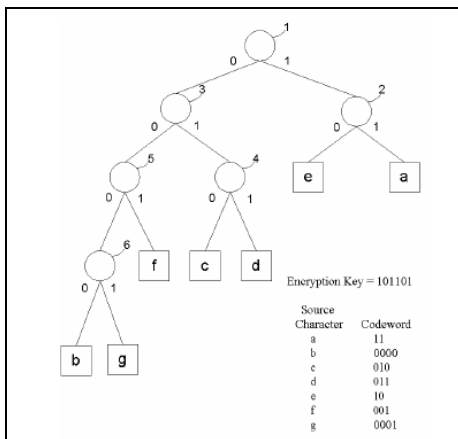 1
0 1
3 2
0 1 0 1
5 4 e a
0 1 0 1
6 f c d
0 1
b g
Encryption Key = 101101
Source
Character Codeword
a 11
b 0000
c 010
d 011
e 10
f 001
g 0001